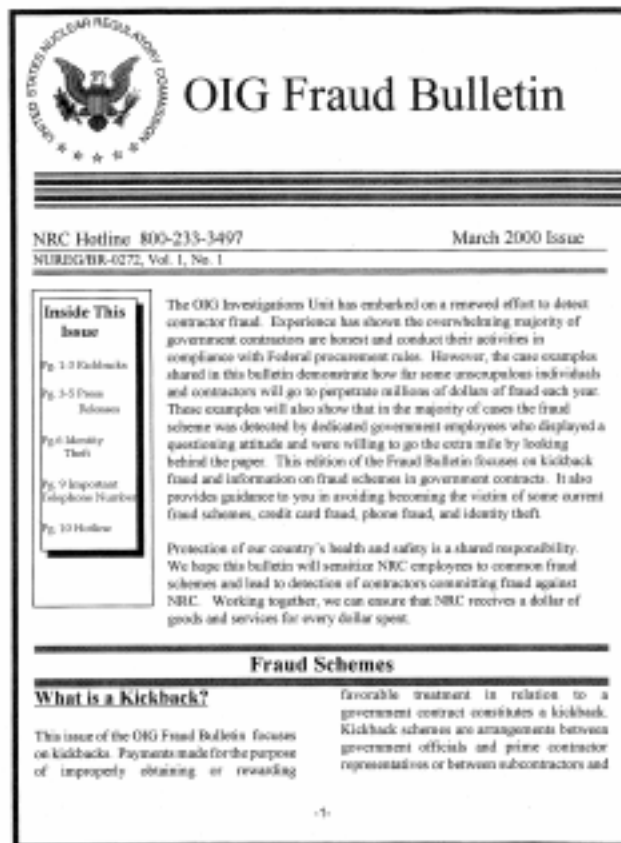 UNITED STATES NUCLEAR REGULATORY COMMISSION
OIG Fraud Bulletin
NRC Hotline 800-233-3497
March 2000 Issue
NUREG/BR-0272, Vol. 1, No. 1
Inside This
Issue
Pg. 1-3 Kickbacks
Pg. 3-5 Press
Releases
Pg.6 Identity
Theft
Pg. 9 Important
Telephone Number
Pg. 10 Hotline
The OIG Investigations Unit has embarked on a renewed effort to detect
contractor fraud. Experience has shown the overwhelming majority of
government contractors are honest and conduct their activities in
compliance with Federal procurement rules. However, the case examples
shared in this bulletin demonstrate how far some unscrupulous individuals
and contractors will go to perpetrate millions of dollars of fraud each year.
These examples will also show that in the majority of cases the fraud
scheme was detected by dedicated government employees who displayed a
questioning attitude and were willing to go the extra mile by looking
behind the paper. This edition of the Fraud Bulletin focuses on kickback
fraud and information on fraud schemes in government contracts. It also
provides guidance to you in avoiding becoming the victim of some current
fraud schemes, credit card fraud, phone fraud, and identity theft.
Protection of our country's health and safety is a shared responsibility.
We hope this bulletin will sensitize NRC employees to common fraud
schemes and lead to detection of contractors committing fraud against
NRC. Working together, we can ensure that NRC receives a dollar of
goods and services for every dollar spent.
Fraud Schemes
What is a Kickback?
This issue of the OIG Fraud Bulletin focuses
on kickbacks. Payments made for the purpose
of improperly obtaining or rewarding
favorable treatment in relation to a
government contract constitutes a kickback.
Kickback schemes are arrangements between
government officials and prime contractor
representatives or between subcontractors and
-1-